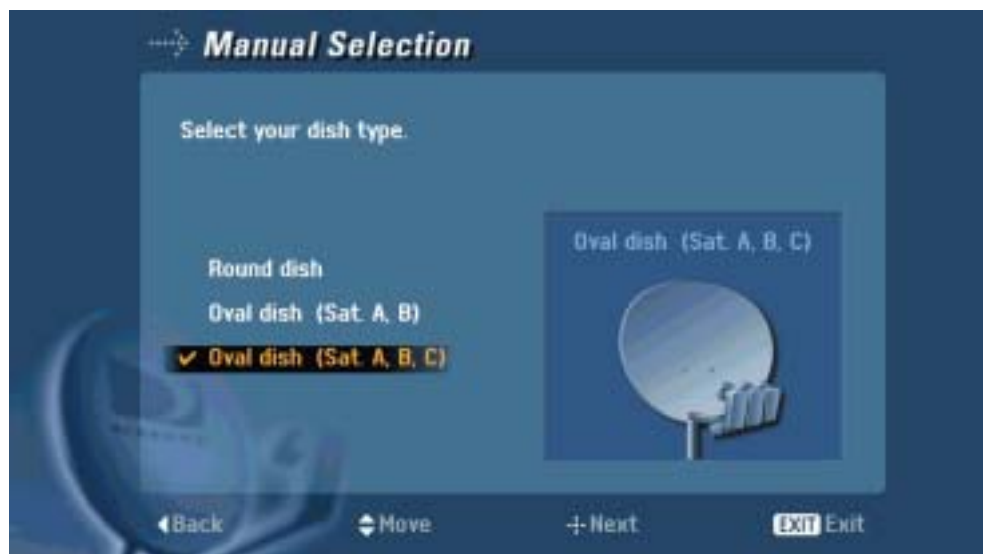 Manual Selection
Select your dish type.
Oval dish (Sat. A, B, C)
Round dish
Oval dish (Sat. A, B)
Oval dish (Sat. A, B, C)
Back Move Next EXIT Exit